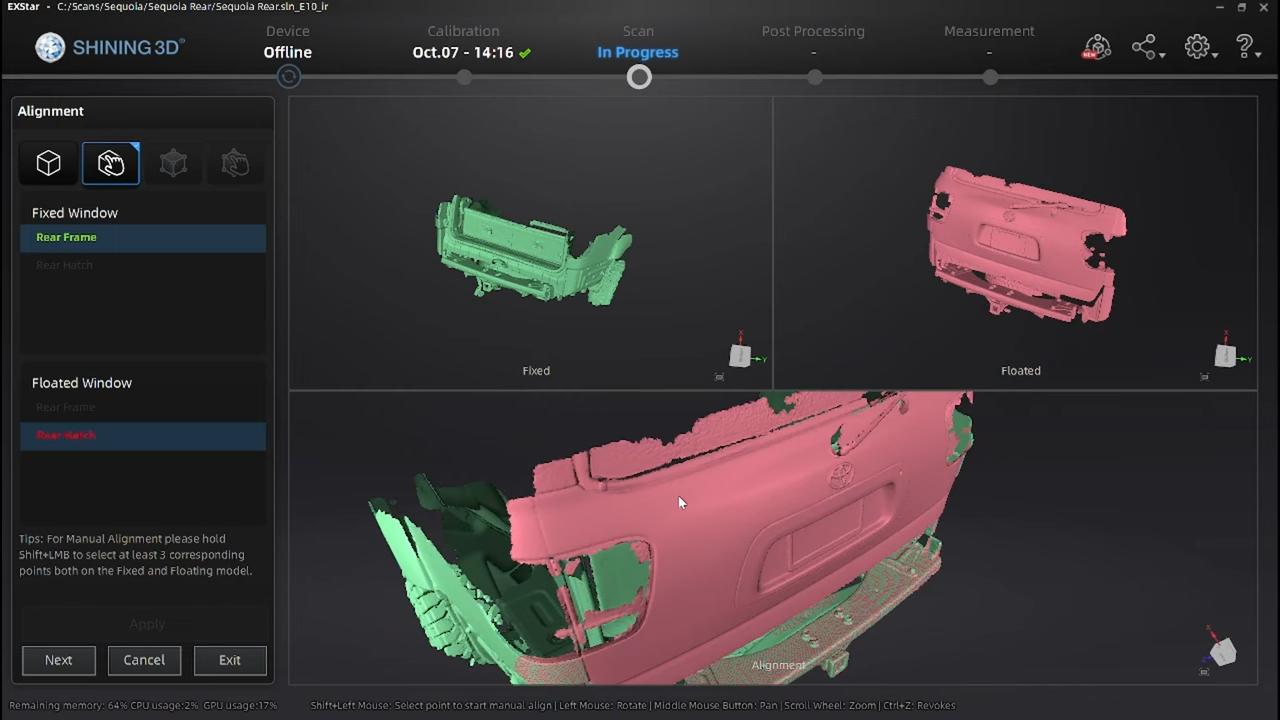 EXStar - C:/Scans/Sequoia/Sequoia Rear/Sequoia Rear.sln_E10_ir
SHINING 3D®
Device
Offline
Calibration
Oct.07 - 14:16
Scan
In Progress
Post Processing
-
Measurement
-
NEW
Alignment
Fixed Window
Rear Frame
Rear Hatch
Floated Window
Rear Frame
Rear Hatch
Tips: For Manual Alignment please hold
Shift+LMB to select at least 3 corresponding
points both on the Fixed and Floating model.
Apply
Next
Cancel
Exit
Fixed
X
Y
Floated
X
Y
Alignment
X
Remaining memory: 64% CPU usage:2% GPU usage:17%
Shift+Left Mouse: Select point to start manual align | Left Mouse: Rotate | Middle Mouse Button: Pan | Scroll Wheel: Zoom | Ctrl+Z: Revokes